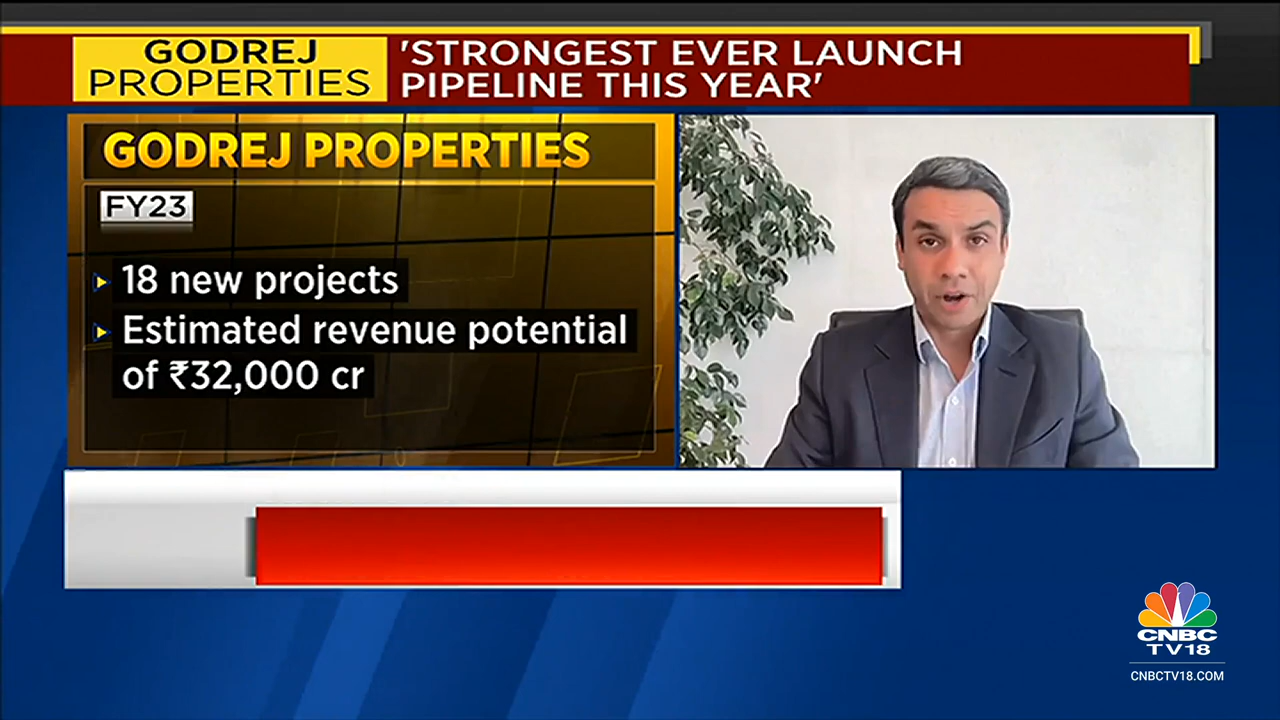 GODREJ
PROPERTIES
'STRONGEST EVER LAUNCH
PIPELINE THIS YEAR'
GODREJ PROPERTIES
FY23
18 new projects
Estimated revenue potential
of ₹32,000 cr
CNBC
TV18
CNBCTV18.COM